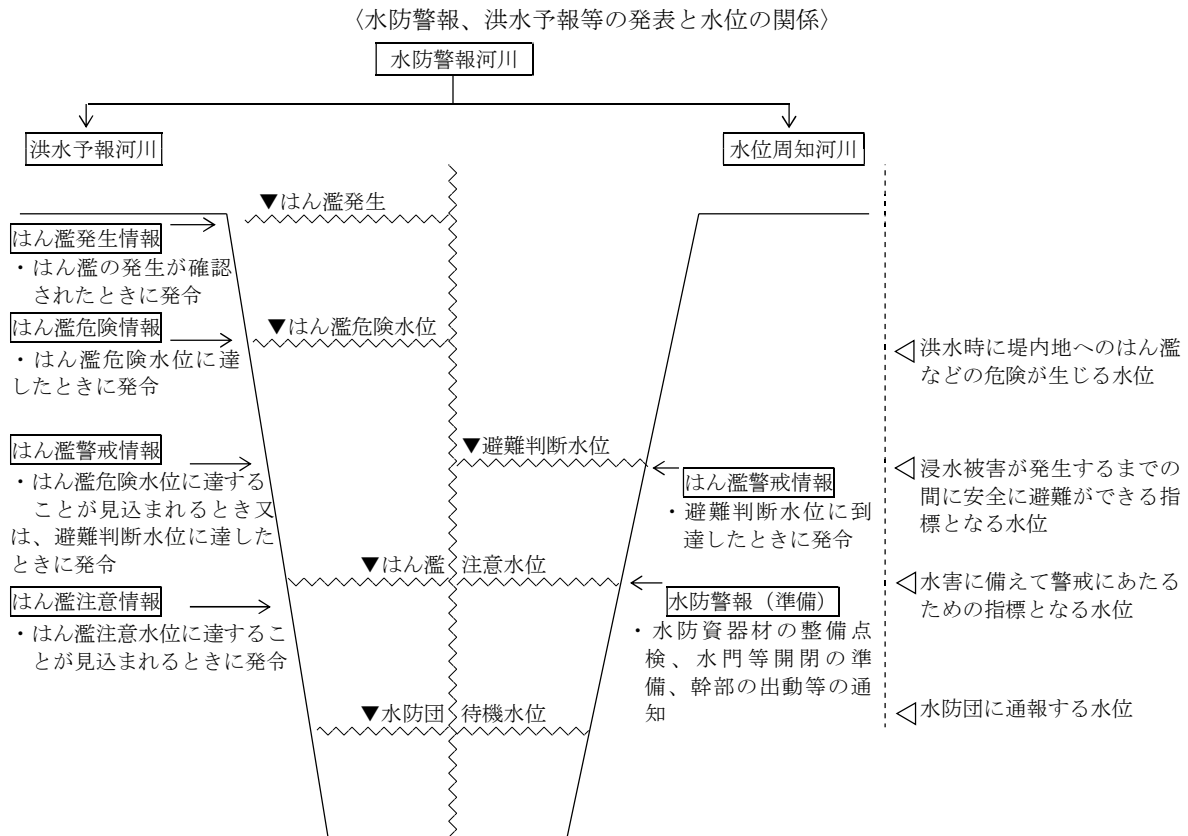 〈水防警報、洪水予報等の発表と水位の関係〉
水防警報河川
洪水予報河川
水位周知河川
▼はん濫発生
はん濫発生情報
・はん濫の発生が確認
されたときに発令
▼はん濫危険水位
はん濫危険情報
・はん濫危険水位に達
したときに発令
洪水時に堤内地へのはん濫
などの危険が生じる水位
▼避難判断水位
はん濫警戒情報
・はん濫危険水位に達する
ことが見込まれるとき又
は、避難判断水位に達した
ときに発令
はん濫警戒情報
・避難判断水位に到
達したときに発令
浸水被害が発生するまでの
間に安全に避難ができる指
標となる水位
▼はん濫 注意水位
はん濫注意情報
・はん濫注意水位に達するこ
とが見込まれるときに発令
水防警報（準備）
・水防資器材の整備点
検、水門等開閉の準
備、幹部の出動等の通
知
水害に備えて警戒にあたる
ための指標となる水位
▼水防団 待機水位
水防団に通報する水位